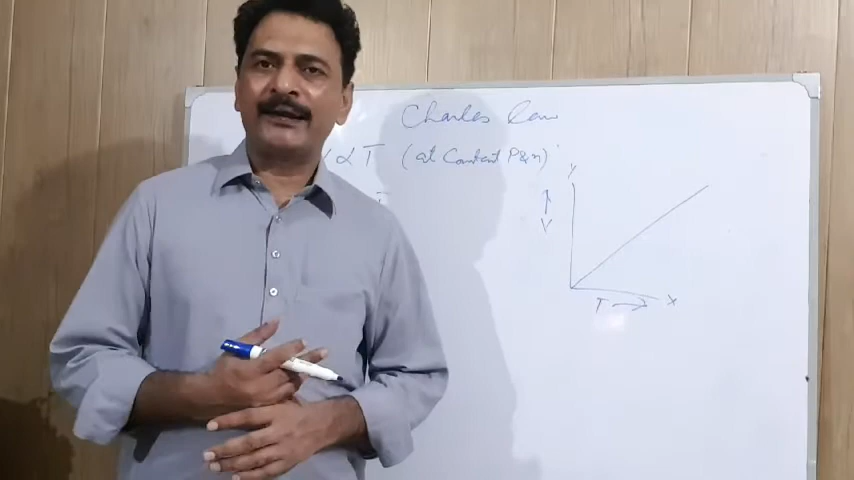 Charles law
α T (at Constant P&n)
y
V
T x